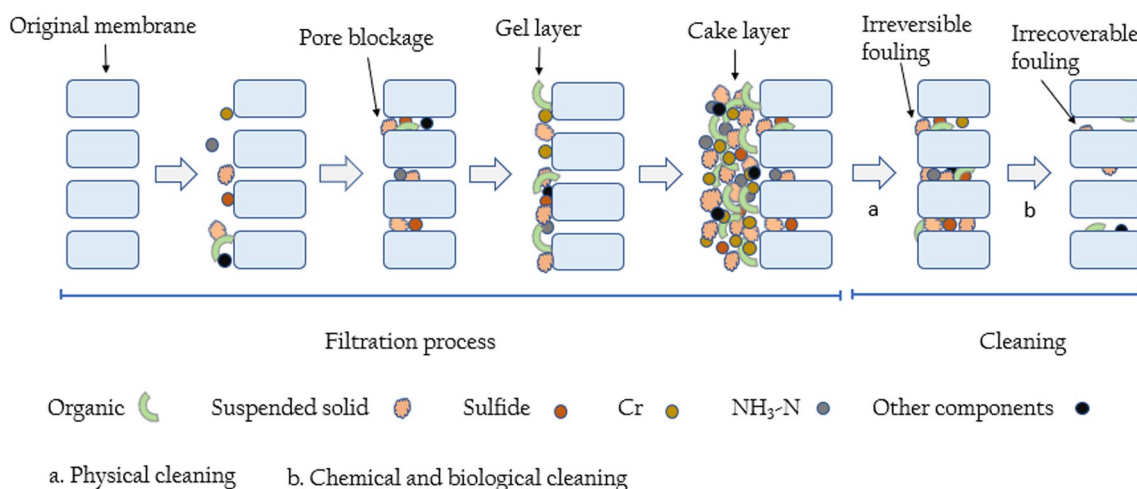 Original membrane
Pore blockage
Gel layer
Cake layer
Irreversible
fouling
Irrecoverable
fouling
a
b
Filtration process
Cleaning
Organic
Suspended solid
Sulfide
Cr
NH₃-N
Other components
a. Physical cleaning
b. Chemical and biological cleaning